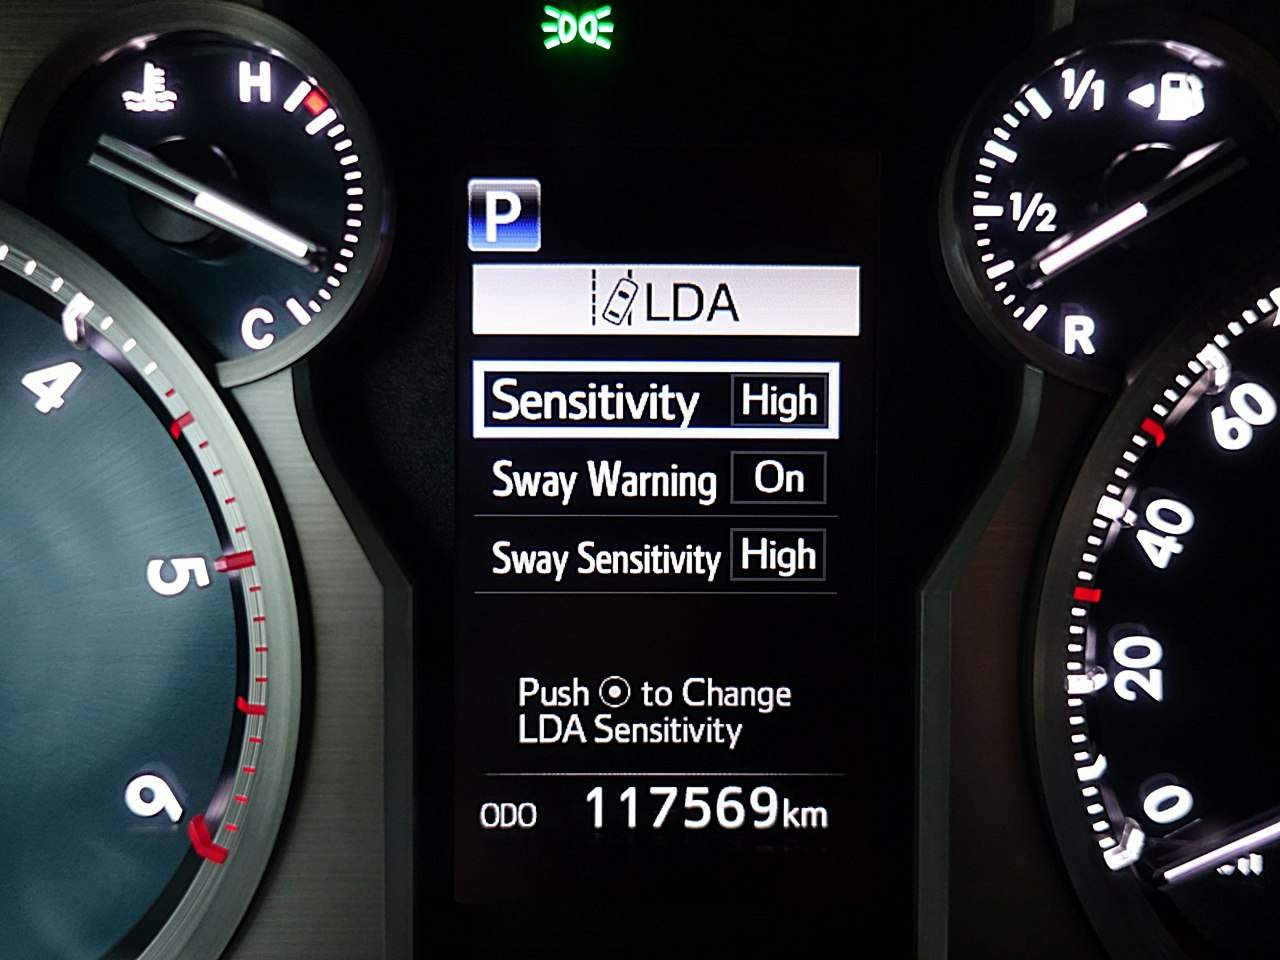 H
1/1
P
1/2
LDA
C
R
4
Sensitivity High
60
Sway Warning On
40
Sway Sensitivity High
5
20
Push to Change
LDA Sensitivity
6
0
ODO 117569km